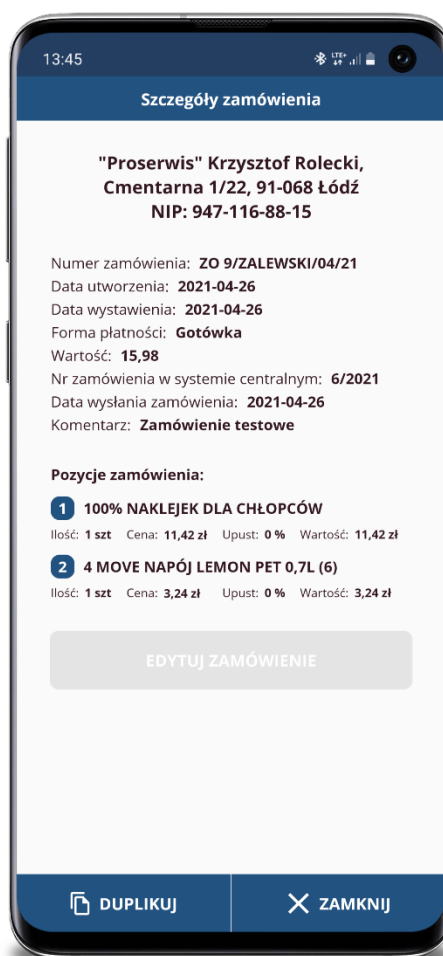 13:45
LTE+
Szczegóły zamówienia
"Proserwis" Krzysztof Rolecki,
Cmentarna 1/22, 91-068 Łódź
NIP: 947-116-88-15
Numer zamówienia: ZO 9/ZALEWSKI/04/21
Data utworzenia: 2021-04-26
Data wystawienia: 2021-04-26
Forma płatności: Gotówka
Wartość: 15,98
Nr zamówienia w systemie centralnym: 6/2021
Data wysłania zamówienia: 2021-04-26
Komentarz: Zamówienie testowe
Pozycje zamówienia:
1 100% NAKLEJEK DLA CHŁOPCÓW
Ilość: 1 szt Cena: 11,42 zł Upust: 0 % Wartość: 11,42 zł
2 4 MOVE NAPÓJ LEMON PET 0,7L (6)
Ilość: 1 szt Cena: 3,24 zł Upust: 0 % Wartość: 3,24 zł
EDYTUJ ZAMÓWIENIE
DUPLIKUJ ZAMKNIJ